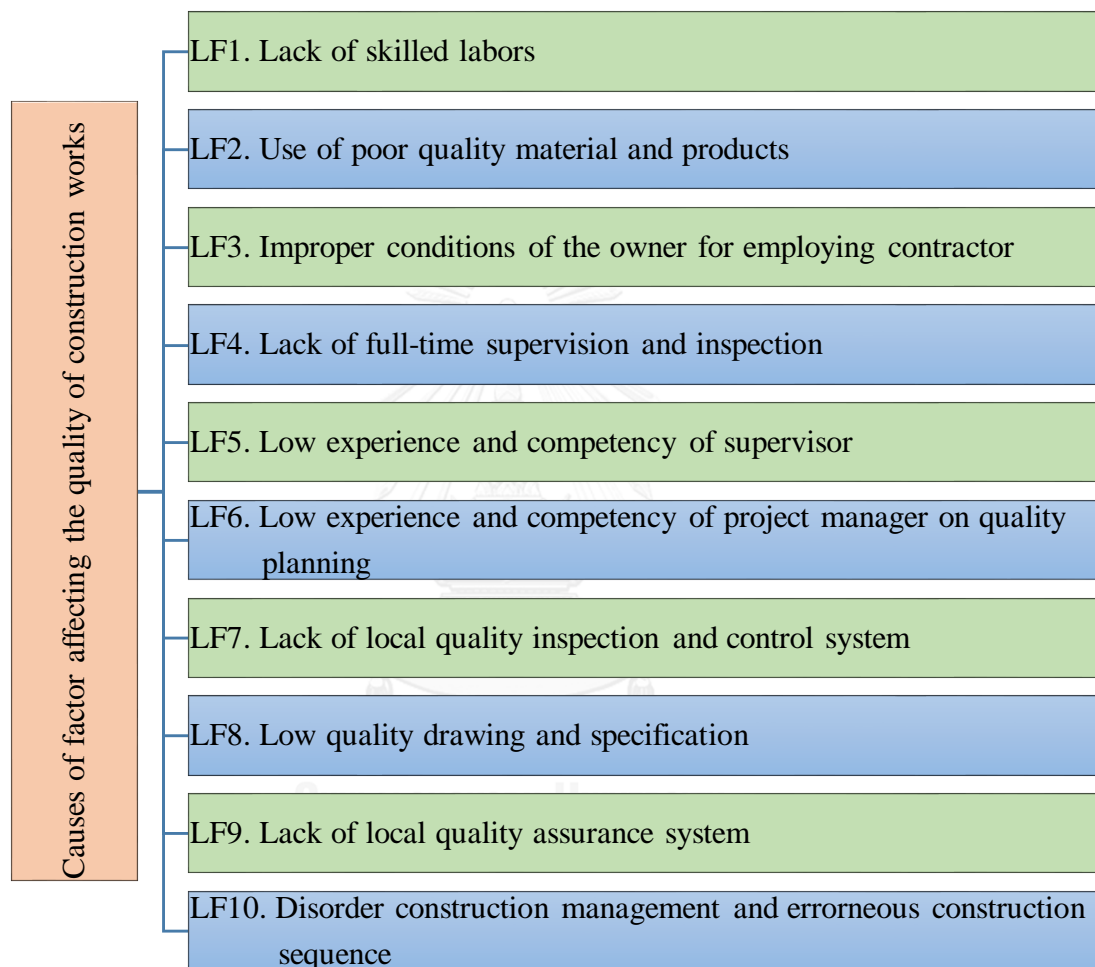 Causes of factor affecting the quality of construction works
LF1. Lack of skilled labors
LF2. Use of poor quality material and products
LF3. Improper conditions of the owner for employing contractor
LF4. Lack of full-time supervision and inspection
LF5. Low experience and competency of supervisor
LF6. Low experience and competency of project manager on quality
planning
LF7. Lack of local quality inspection and control system
LF8. Low quality drawing and specification
LF9. Lack of local quality assurance system
LF10. Disorder construction management and errorneous construction
sequence